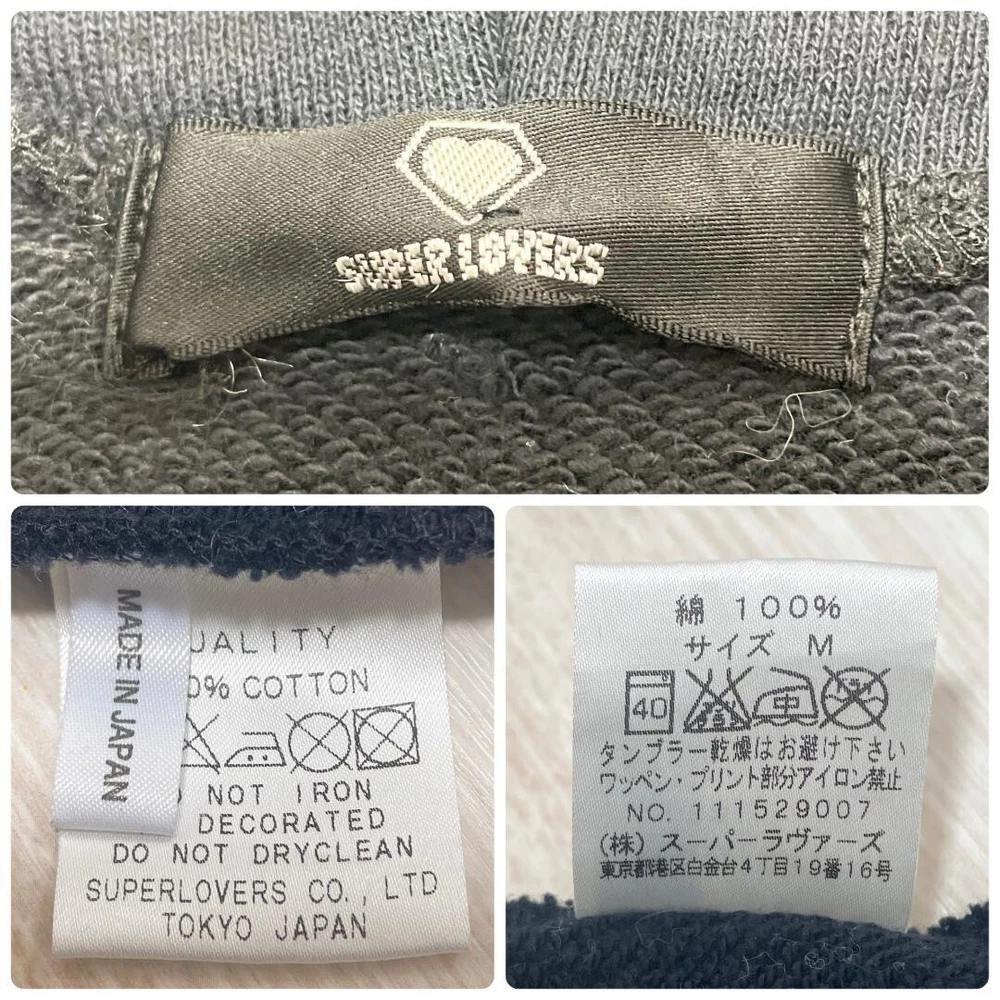 SUPER LOVERS
MADE IN JAPAN
UALITY
0% COTTON
NOT IRON
DECORATED
DO NOT DRYCLEAN
SUPERLOVERS CO., LTD
TOKYO JAPAN
綿 100%
サイズ M
40 中
タンブラー乾燥はお避け下さい
ワッペン・プリント部分アイロン禁止
NO. 111529007
(株) スーパーラヴァーズ
東京都港区白金台4丁目19番16号